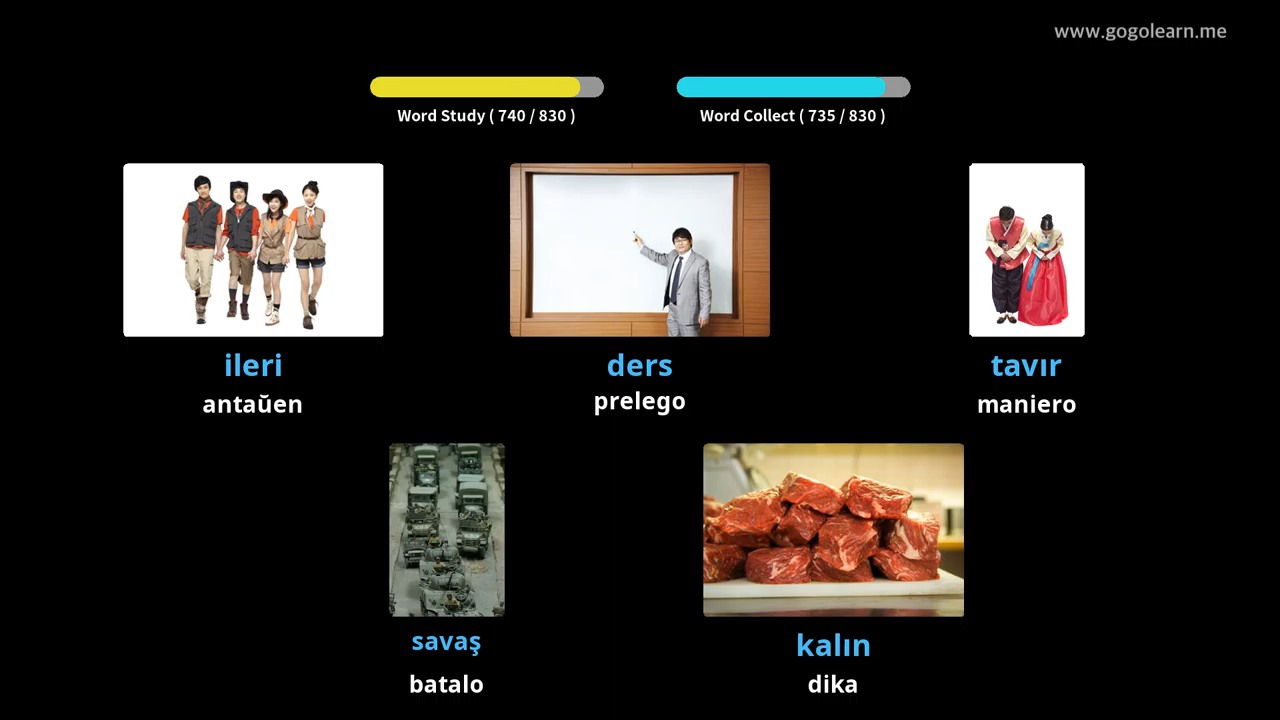 www.gogolearn.me
Word Study ( 740 / 830 )
Word Collect ( 735 / 830 )
ileri
antaŭen
ders
prelego
tavır
maniero
savaş
batalo
kalın
dika